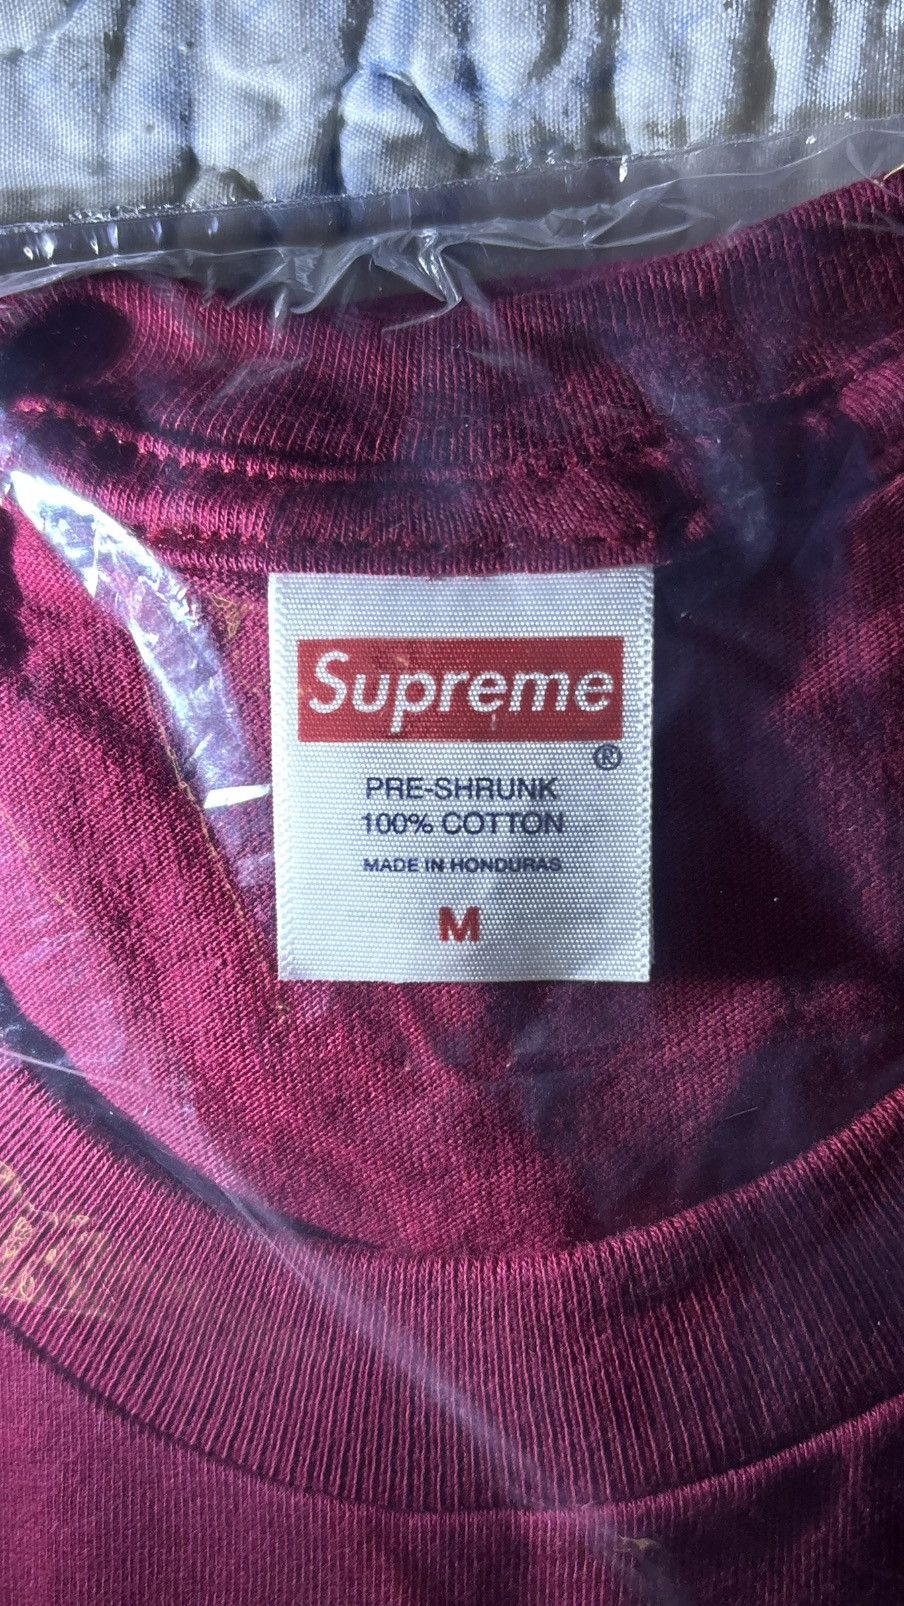 Supreme
®
PRE-SHRUNK
100% COTTON
MADE IN HONDURAS
M